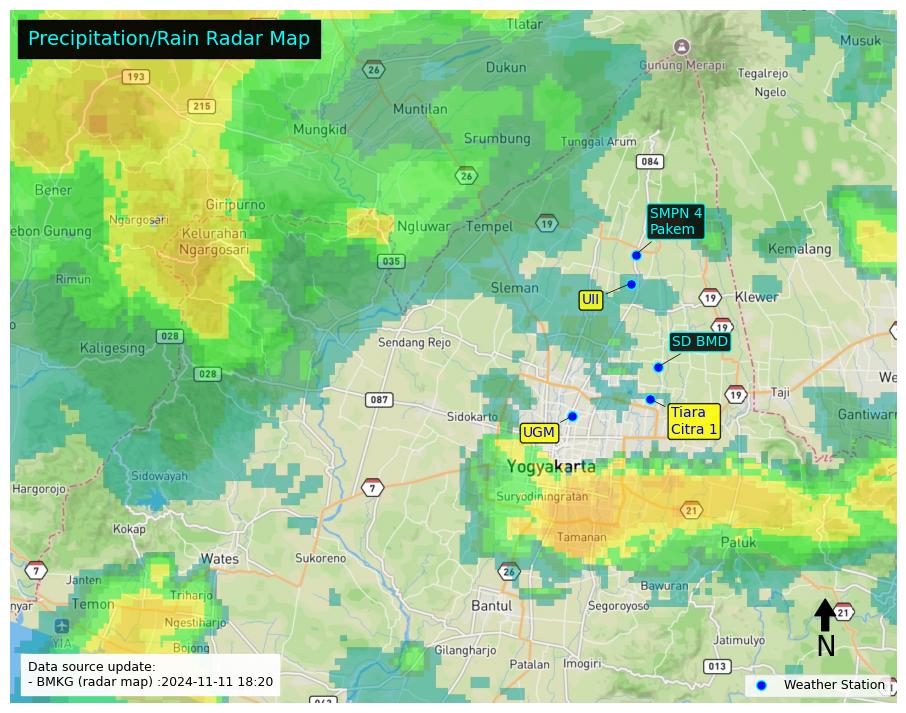 Precipitation/Rain Radar Map
Tlatar
Musuk
26
Dukun
Gunung Merapi
Tegalrejo
193
Ngelo
215
Muntilan
Mungkid
Srumbung
Tunggal Arum
084
26
Bener
Giripurno
SMPN 4
Pakem
Ngargosari
Ngluwar
Tempel
19
ebon Gunung
Kelurahan
Ngargosari
Kemalang
035
Rimun
Sleman
UII
19
Klewer
19
028
Kaligesing
Sendang Rejo
SD BMD
028
We
087
19
Taji
Sidokarto
Tiara
Citra 1
Gantiwarn
UGM
Yogyakarta
Sidowayah
Hargorojo
7
Suryodiningratan
21
Kokap
Tamanan
Paluk
Wates
Sukoreno
7
26
Janten
Bawuran
nyar
Temon
Triharjo
Bantul
Segoroyoso
21
Ngestiharjo
YIA
N
Bojong
Gilangharjo
Jatimulyo
Patalan
Imogiri
013
Data source update:
- BMKG (radar map) :2024-11-11 18:20
Weather Station